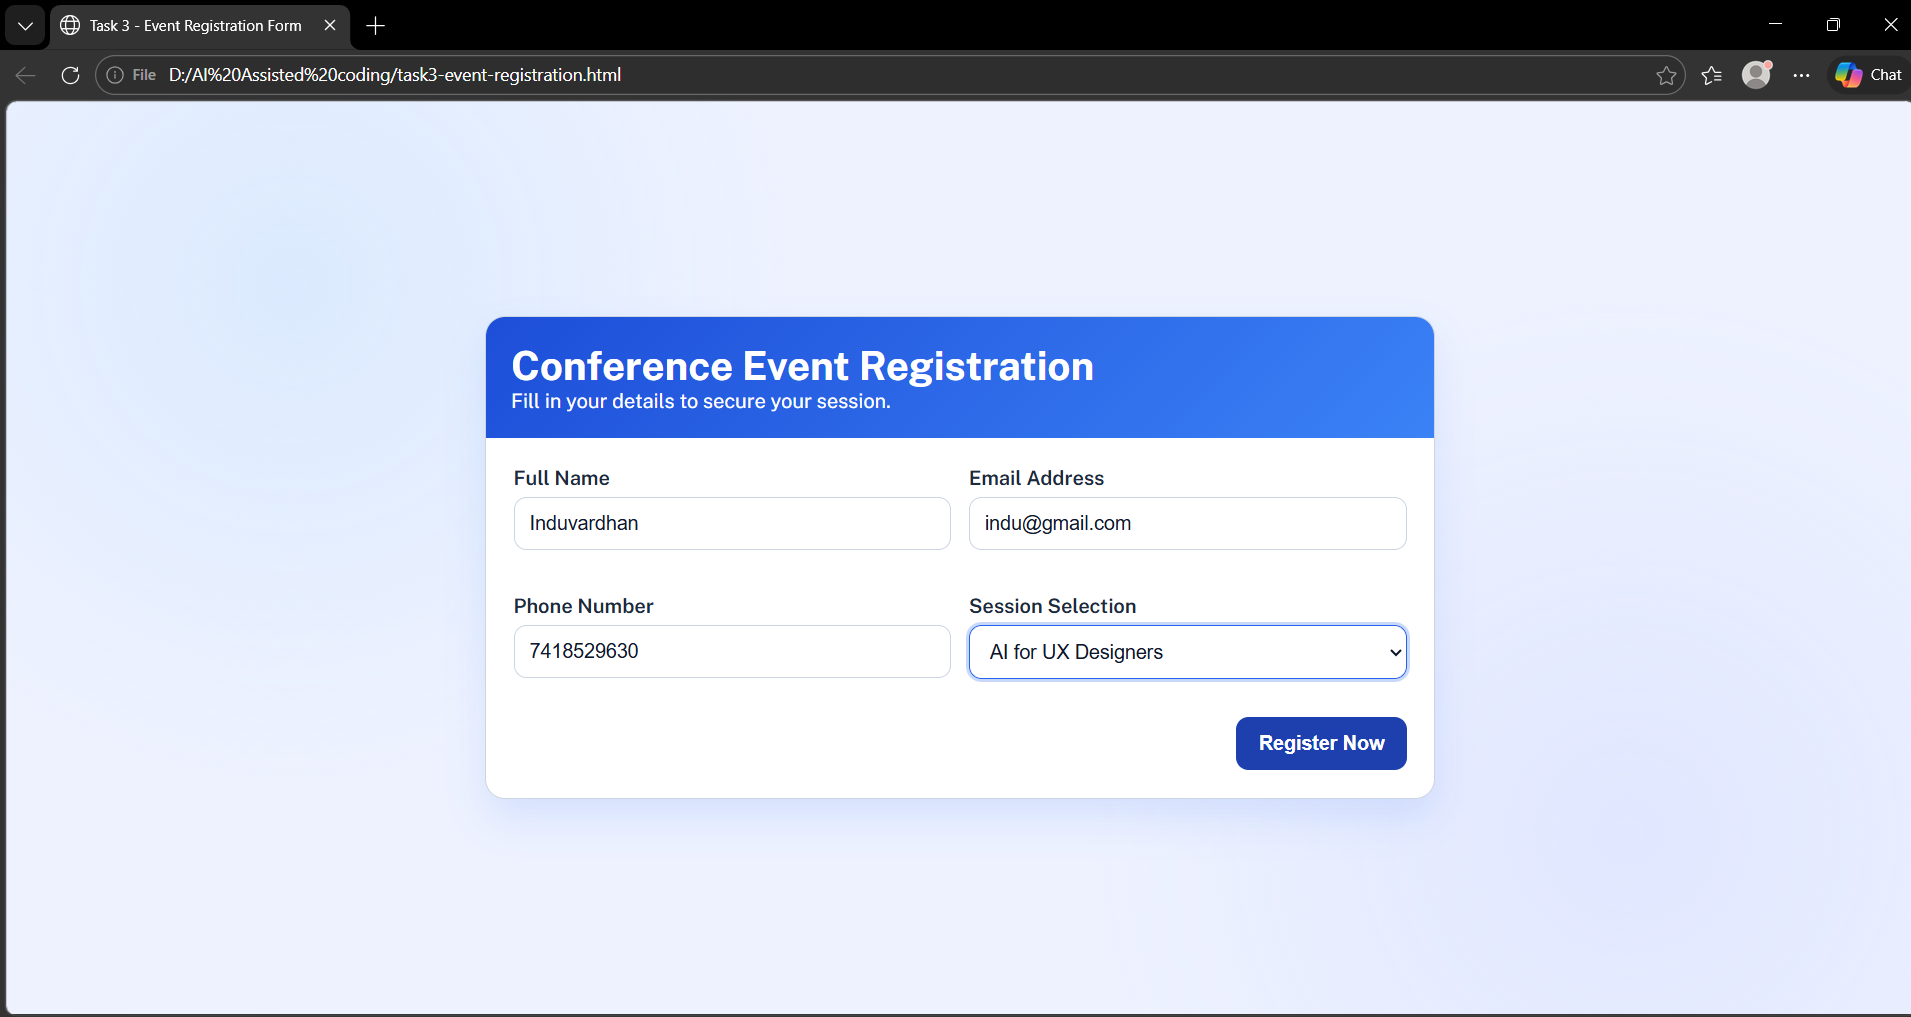 Task 3 - Event Registration Form
File D:/AI%20Assisted%20coding/task3-event-registration.html
Chat
Conference Event Registration
Fill in your details to secure your session.
Full Name
Email Address
Induvardhan
indu@gmail.com
Phone Number
Session Selection
7418529630
AI for UX Designers
Register Now